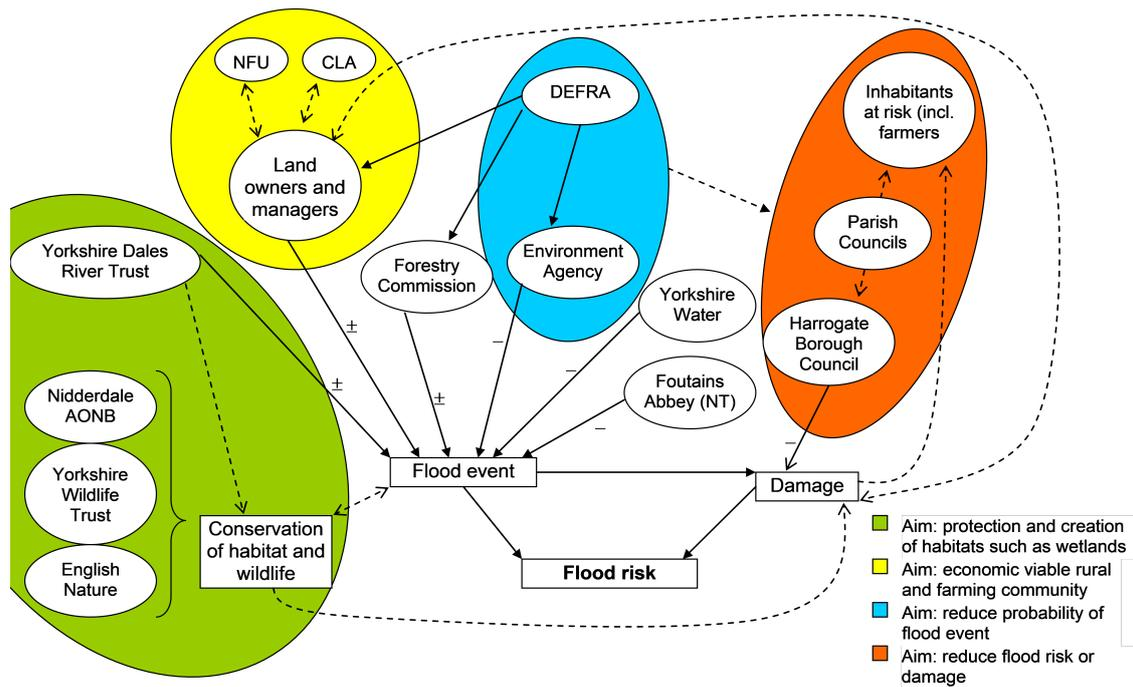 NFU
CLA
Land
owners and
managers
DEFRA
Environment
Agency
Forestry
Commission
Yorkshire
Water
Foutains
Abbey (NT)
Inhabitants
at risk (incl.
farmers
Parish
Councils
Harrogate
Borough
Council
Yorkshire Dales
River Trust
Nidderdale
AONB
Yorkshire
Wildlife
Trust
English
Nature
Conservation
of habitat and
wildlife
±
±
±
–
–
–
–
Flood event
Damage
Flood risk
Aim: protection and creation
of habitats such as wetlands
Aim: economic viable rural
and farming community
Aim: reduce probability of
flood event
Aim: reduce flood risk or
damage